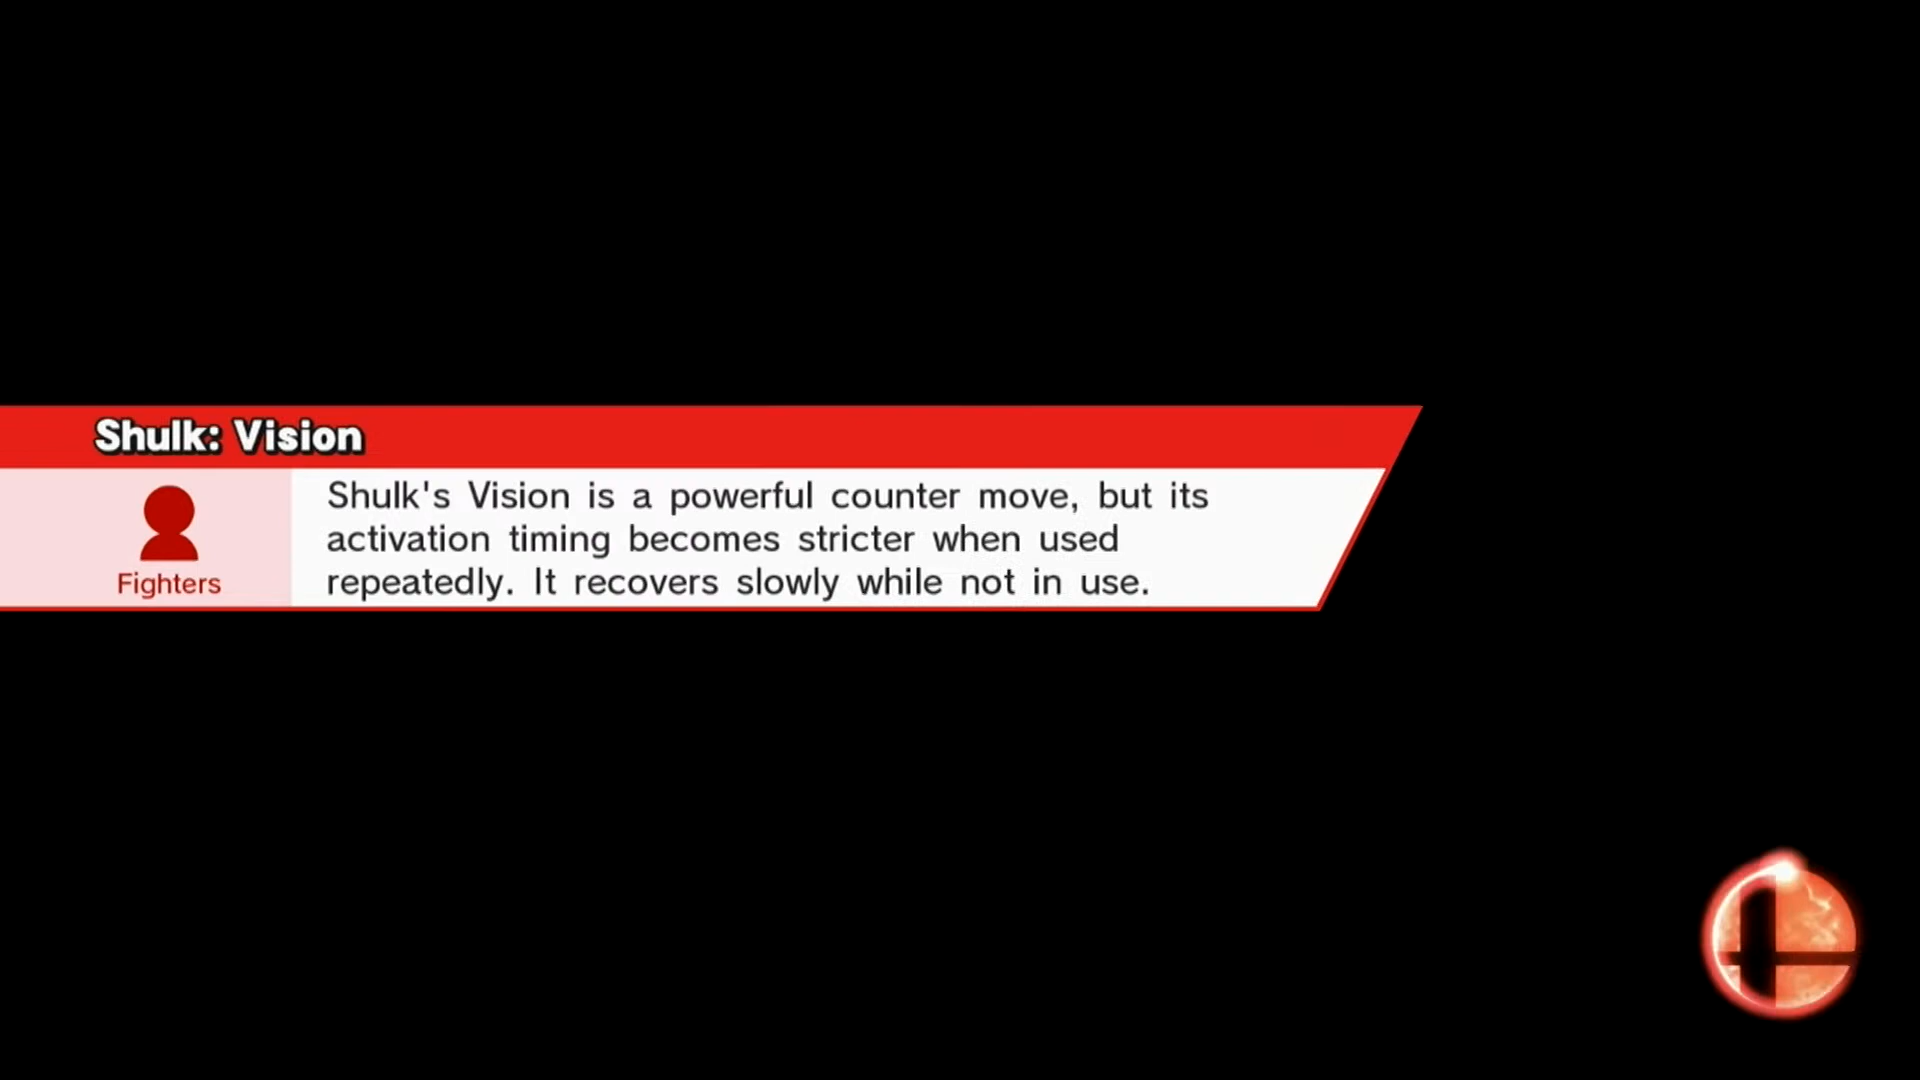 Shulk: Vision
Fighters
Shulk's Vision is a powerful counter move, but its
activation timing becomes stricter when used
repeatedly. It recovers slowly while not in use.